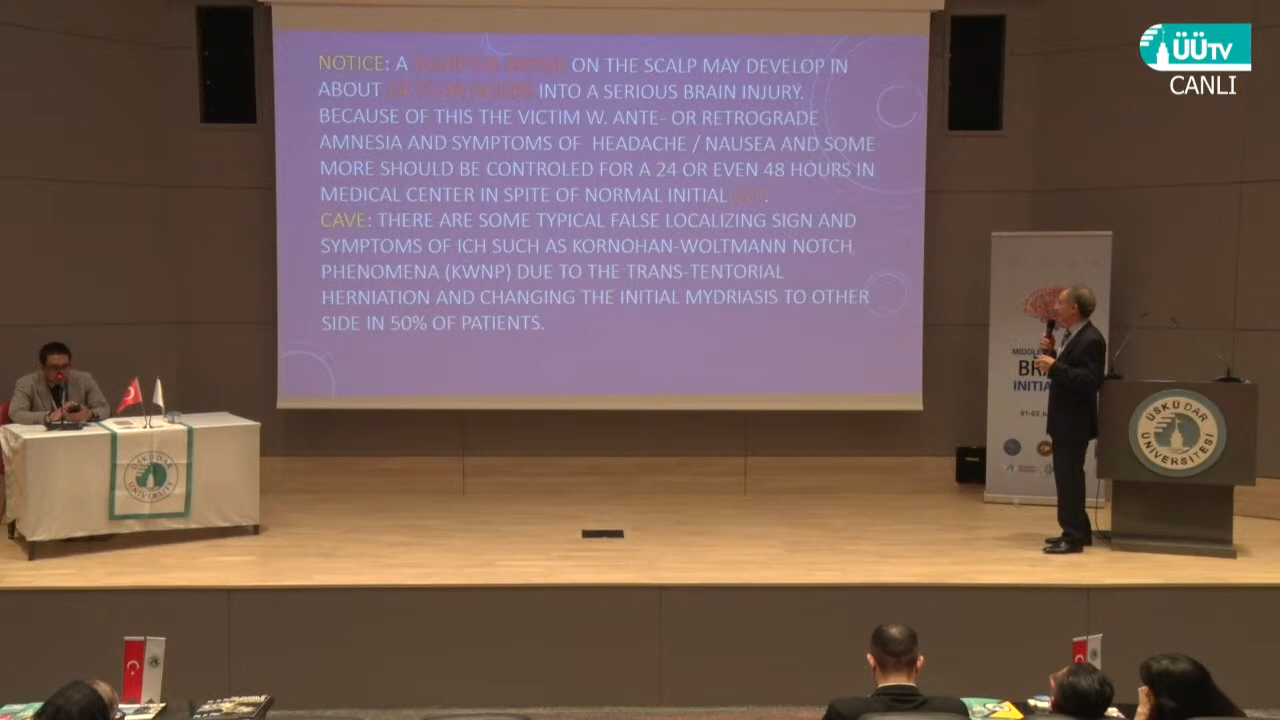 ÜÜTV
CANLI
NOTICE: A ON THE SCALP MAY DEVELOP IN
ABOUT INTO A SERIOUS BRAIN INJURY.
BECAUSE OF THIS THE VICTIM W. ANTE- OR RETROGRADE
AMNESIA AND SYMPTOMS OF HEADACHE / NAUSEA AND SOME
MORE SHOULD BE CONTROLED FOR A 24 OR EVEN 48 HOURS IN
MEDICAL CENTER IN SPITE OF NORMAL INITIAL
CAVE: THERE ARE SOME TYPICAL FALSE LOCALIZING SIGN AND
SYMPTOMS OF ICH SUCH AS KORNOHAN-WOLTMANN NOTCH
PHENOMENA (KWNP) DUE TO THE TRANS-TENTORIAL
HERNIATION AND CHANGING THE INITIAL MYDRIASIS TO OTHER
SIDE IN 50% OF PATIENTS.
ÜSKÜDAR
ÜNİVERSİTESİ
ÜSKÜDAR
UNIVERSITY